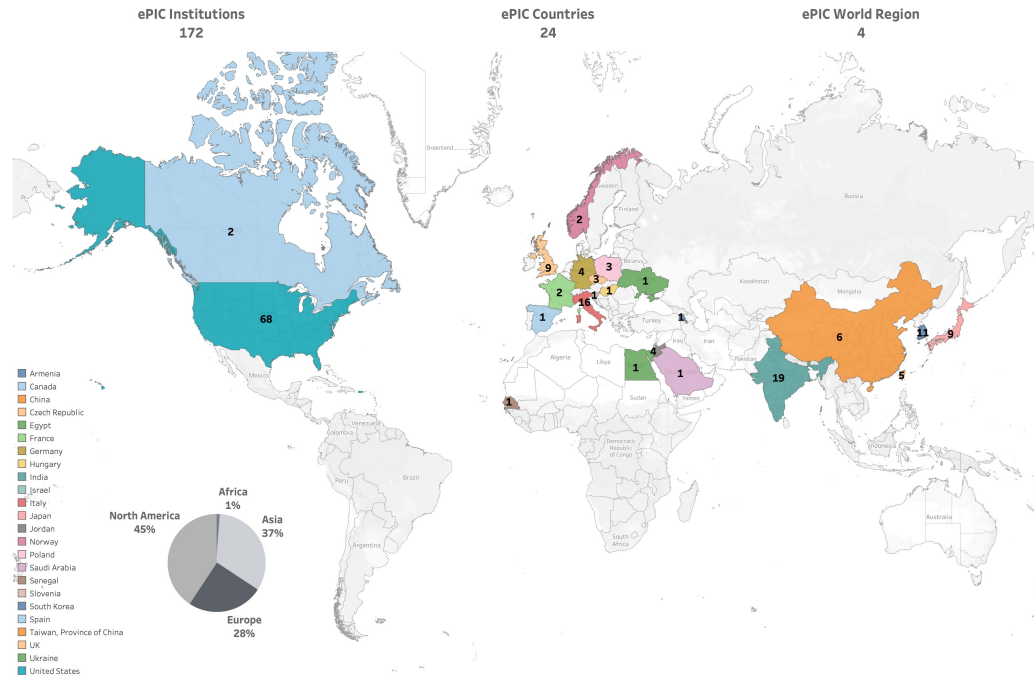 ePIC Institutions
172
ePIC Countries
24
ePIC World Region
4
Greenland
Sweden
Finland
Russia
2
2
9
4
3
3
Belarus
1
2
1
1
16
Kazakhstan
Mongolia
68
1
Turkey
1
6
11
9
Algeria
Libya
4
Iraq
Iran
Pakistan
1
1
19
5
Mexico
1
Sudan
Yemen
Venezuela
Colombia
Democratic
Republic
of Congo
Indonesia
Peru
Brazil
Australia
South
Africa
Argentina
Armenia
Canada
China
Czech Republic
Egypt
France
Germany
Hungary
India
Israel
Italy
Japan
Jordan
Norway
Poland
Saudi Arabia
Senegal
Slovenia
South Korea
Spain
Taiwan, Province of China
UK
Ukraine
United States
Africa
1%
North America
45%
Asia
37%
Europe
28%